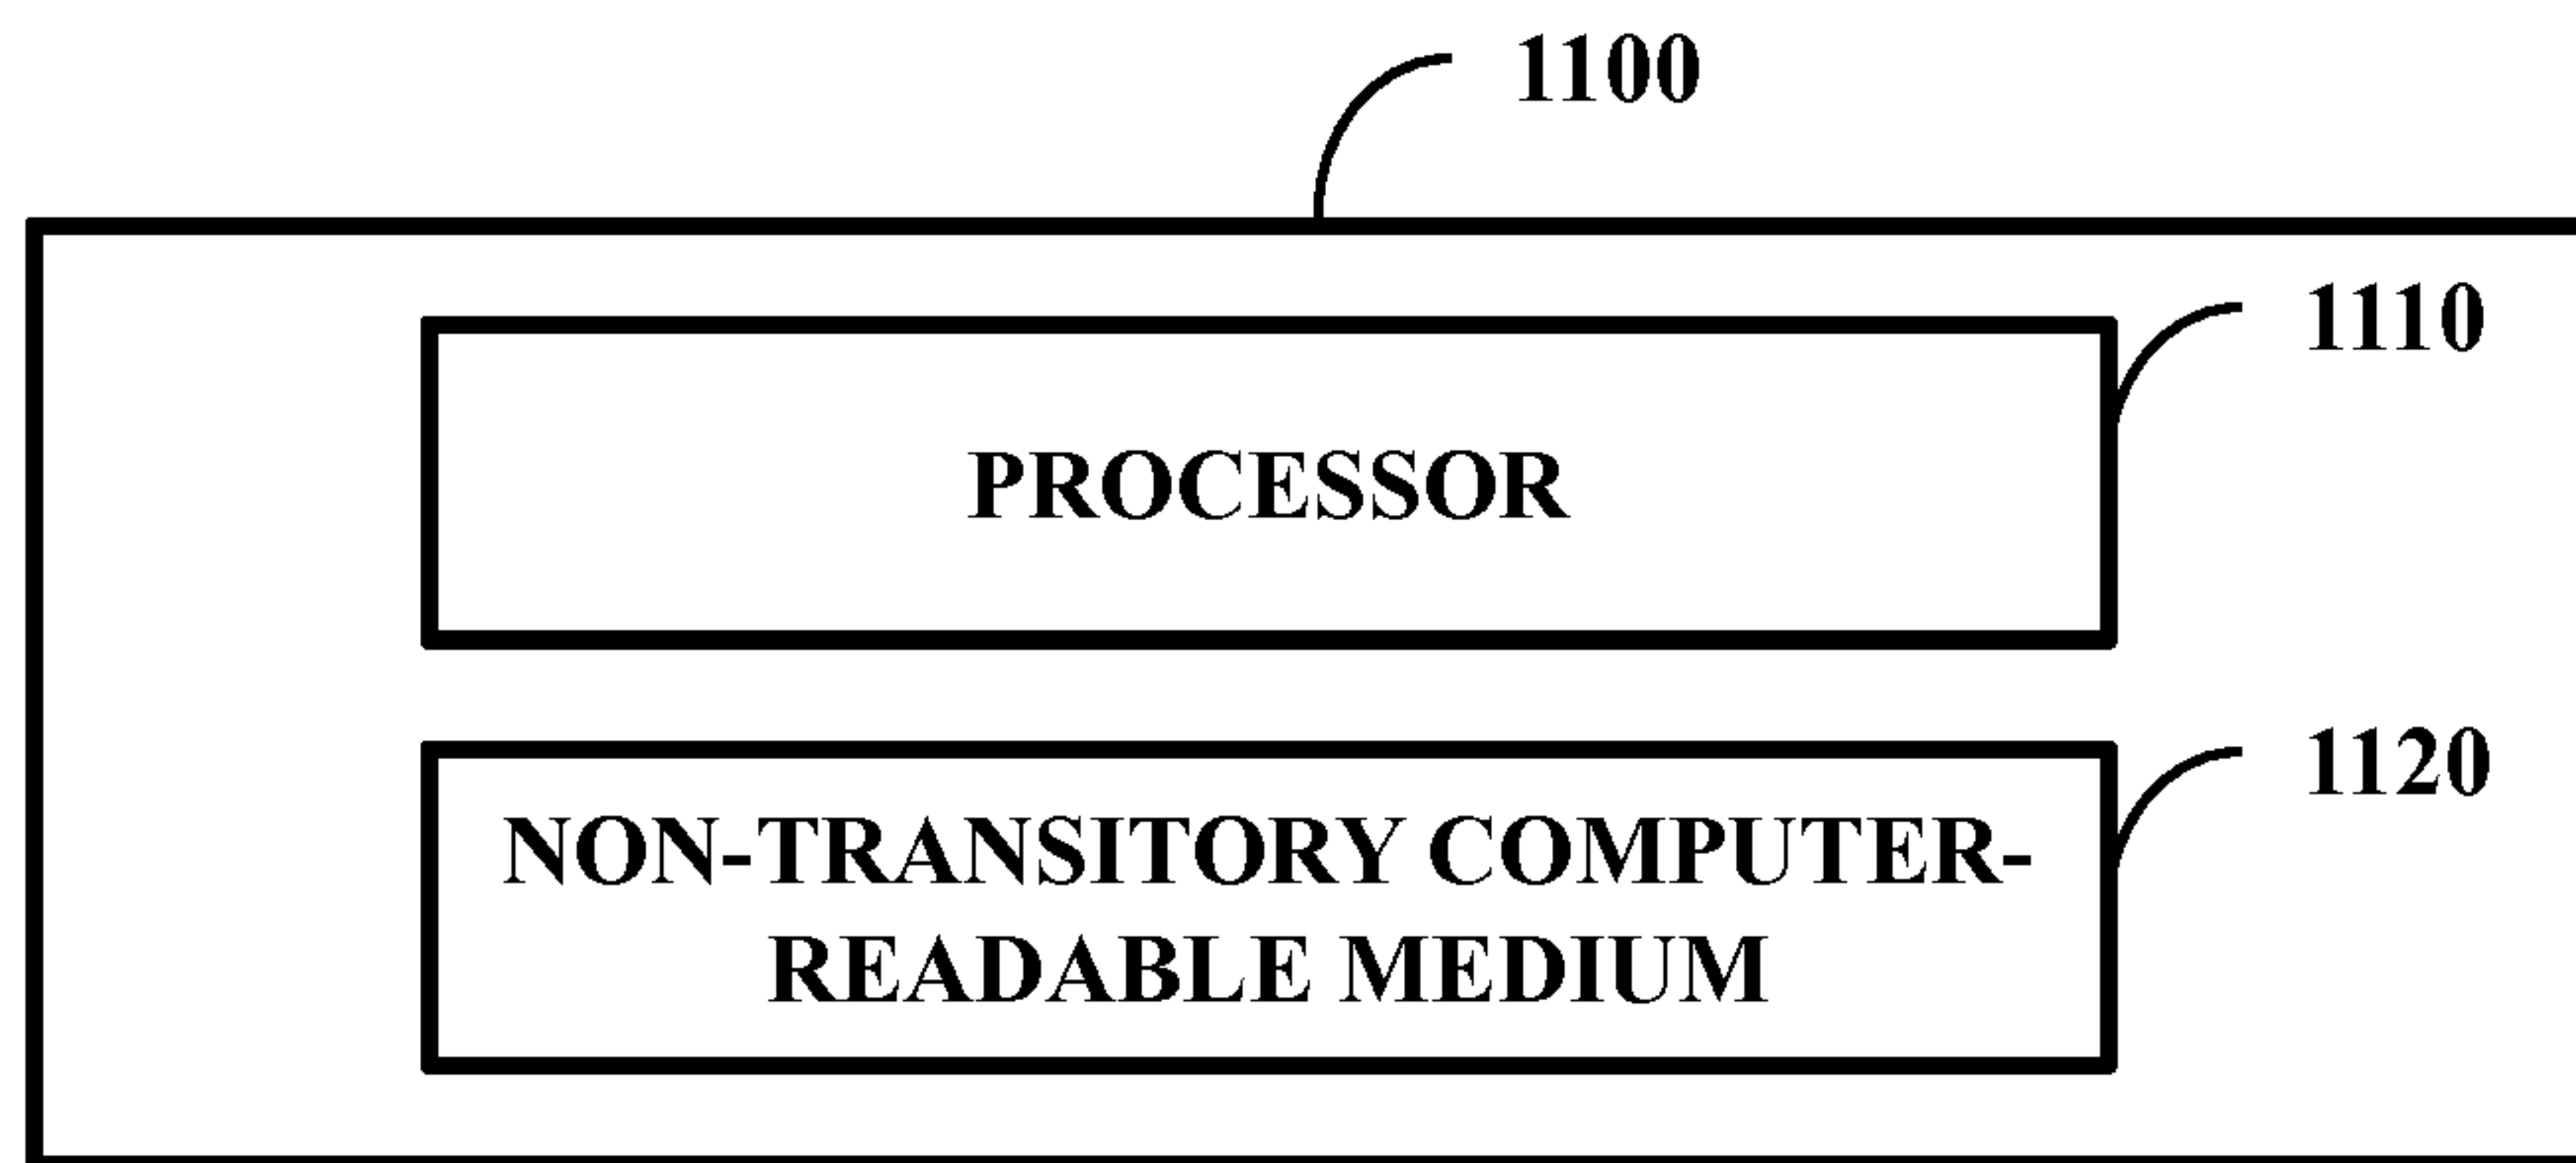 1100
1110
PROCESSOR
1120
NON-TRANSITORY COMPUTER-
READABLE MEDIUM